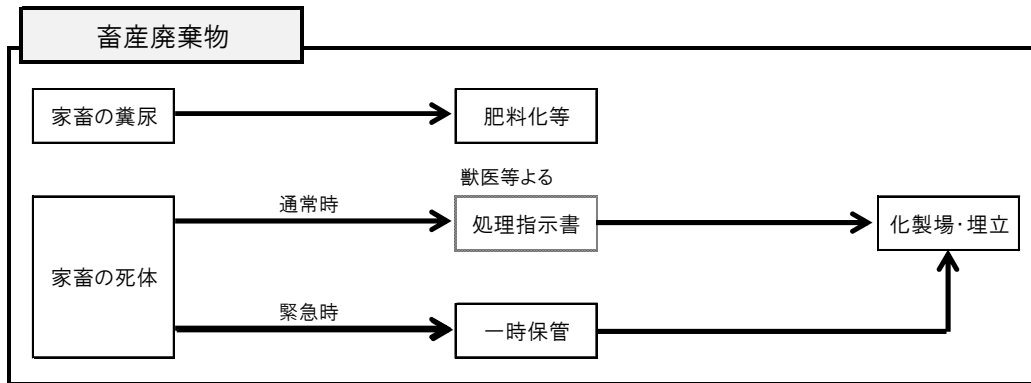 畜産廃棄物
家畜の糞尿
肥料化等
獣医等よる
通常時
処理指示書
化製場・埋立
家畜の死体
緊急時
一時保管